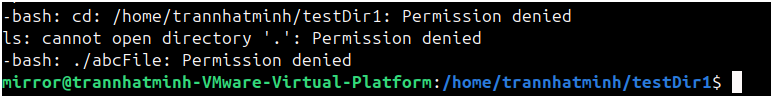 -bash: cd: /home/trannhatminh/testDir1: Permission denied
ls: cannot open directory '.': Permission denied
-bash: ./abcFile: Permission denied
mirror@trannhatminh-VMware-Virtual-Platform:/home/trannhatminh/testDir1$